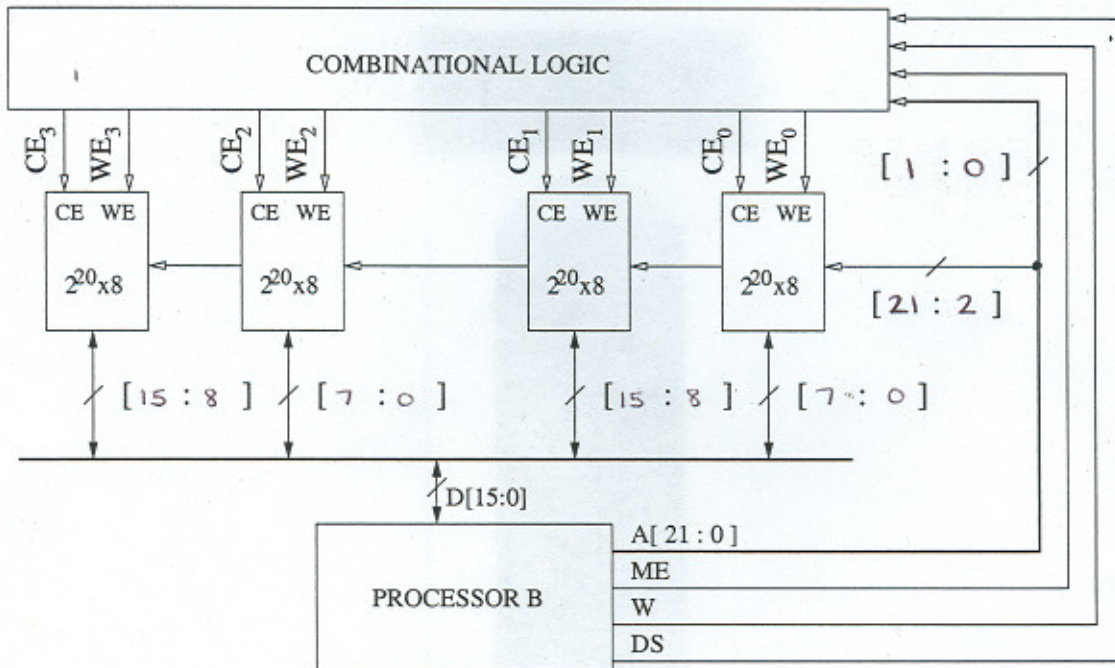 COMBINATIONAL LOGIC
CE3 WE3 CE2 WE2 CE1 WE1 CE0 WE0
[1 : 0]
CE WE CE WE CE WE CE WE
2^20x8 2^20x8 2^20x8 2^20x8
[21 : 2]
[15 : 8] [7 : 0] [15 : 8] [7 : 0]
D[15:0]
A[21 : 0]
ME
PROCESSOR B
W
DS